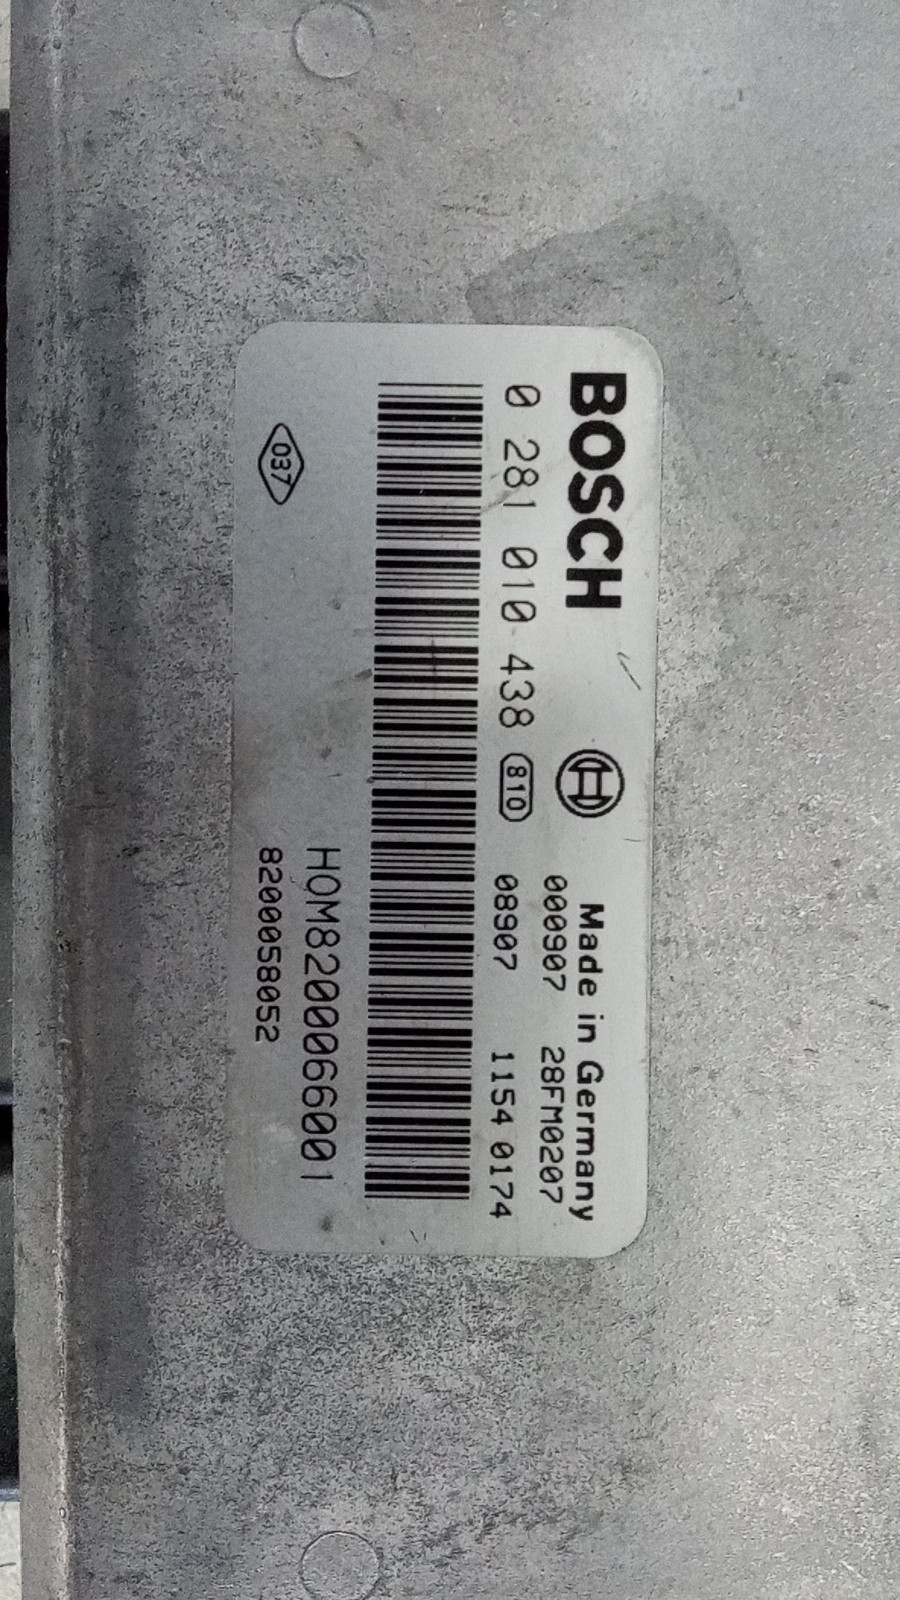 BOSCH
Made in Germany
000907 28FM0207
0 281 010 438 810 08907 1154 0174
HOM8200066001
037
8200058052